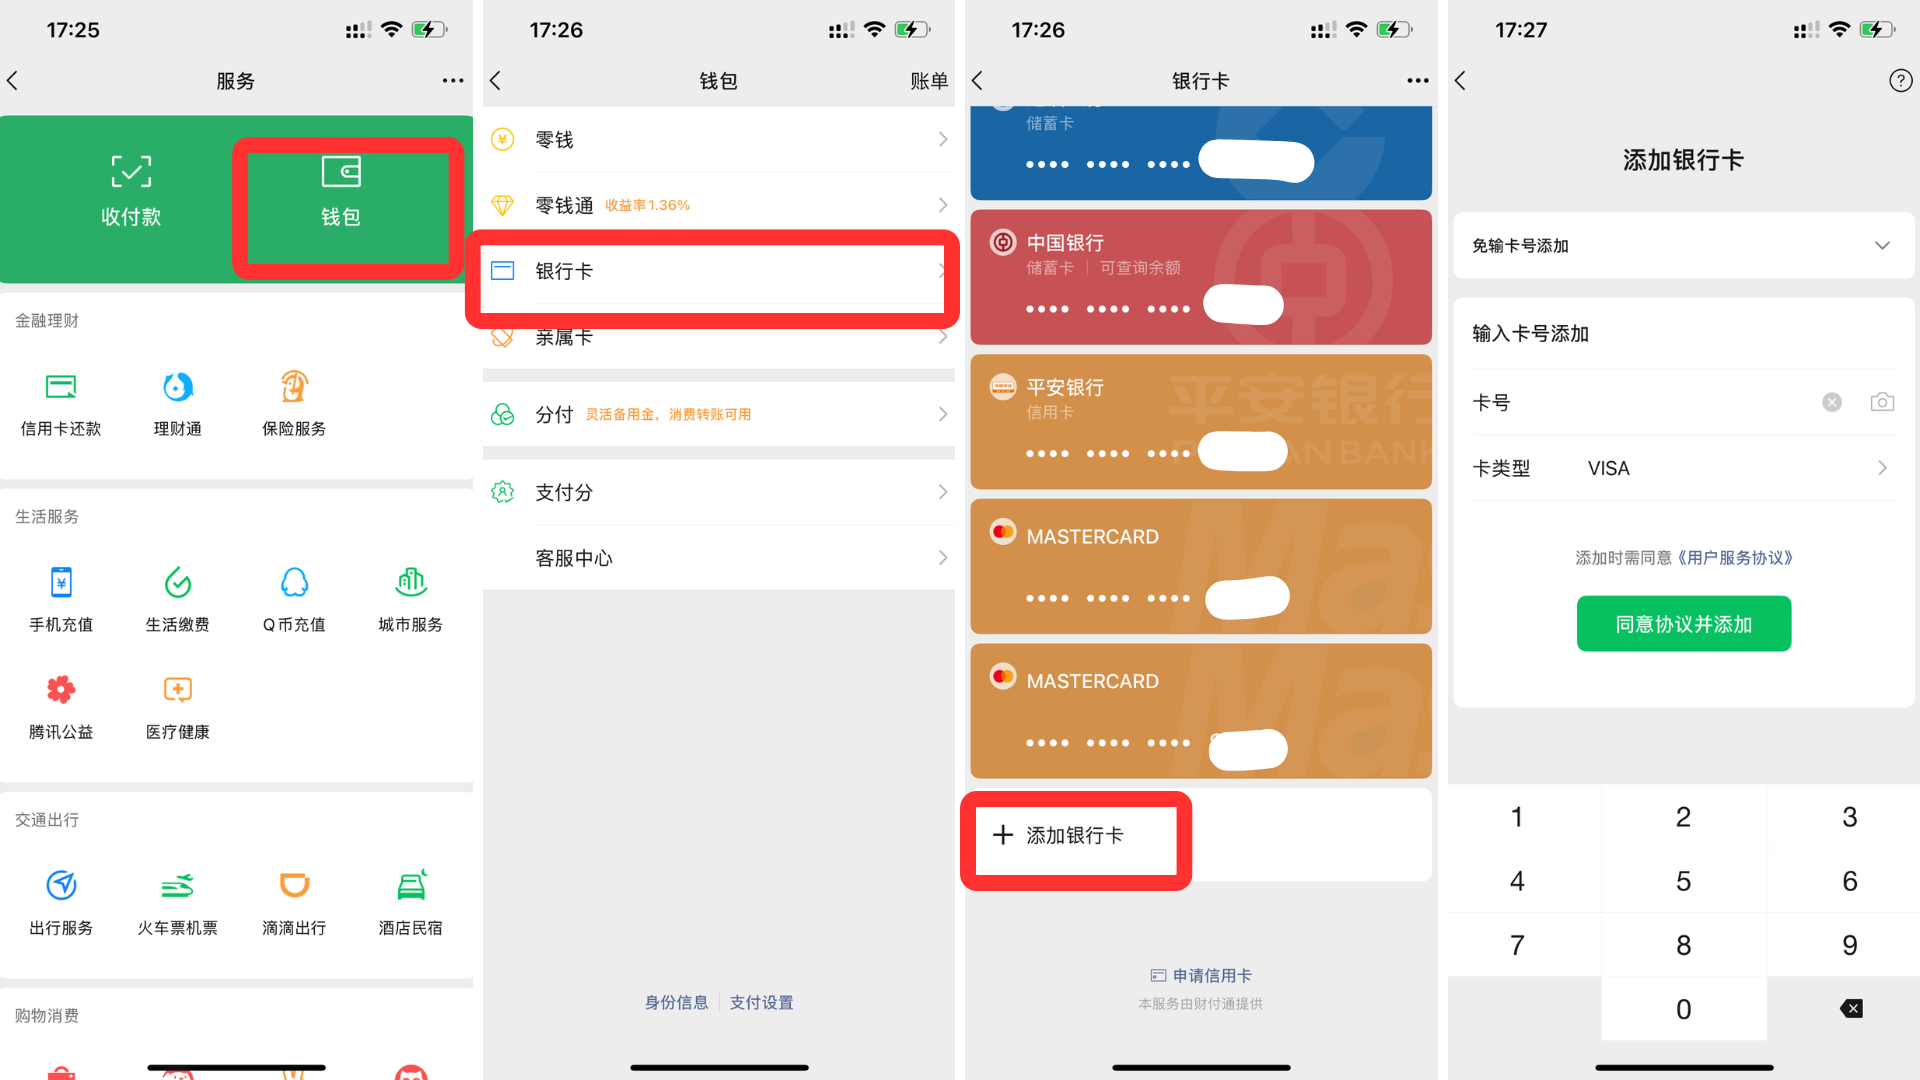 17:25
服务
收付款
钱包
金融理财
信用卡还款
理财通
保险服务
生活服务
手机充值
生活缴费
Q币充值
城市服务
腾讯公益
医疗健康
交通出行
出行服务
火车票机票
滴滴出行
酒店民宿
购物消费
17:26
钱包
账单
零钱
零钱通 收益率1.36%
银行卡
亲属卡
分付 灵活备用金，消费转账可用
支付分
客服中心
身份信息 | 支付设置
17:26
银行卡
储蓄卡
•••• •••• ••••
中国银行
储蓄卡 | 可查询余额
•••• •••• ••••
平安银行
信用卡
•••• •••• ••••
平安银行
AN BANK
MASTERCARD
•••• •••• ••••
Ma
MASTERCARD
•••• •••• ••••
Ma
添加银行卡
申请信用卡
本服务由财付通提供
17:27
添加银行卡
免输卡号添加
输入卡号添加
卡号
卡类型 VISA
添加时需同意《用户服务协议》
同意协议并添加
1 2 3
4 5 6
7 8 9
0